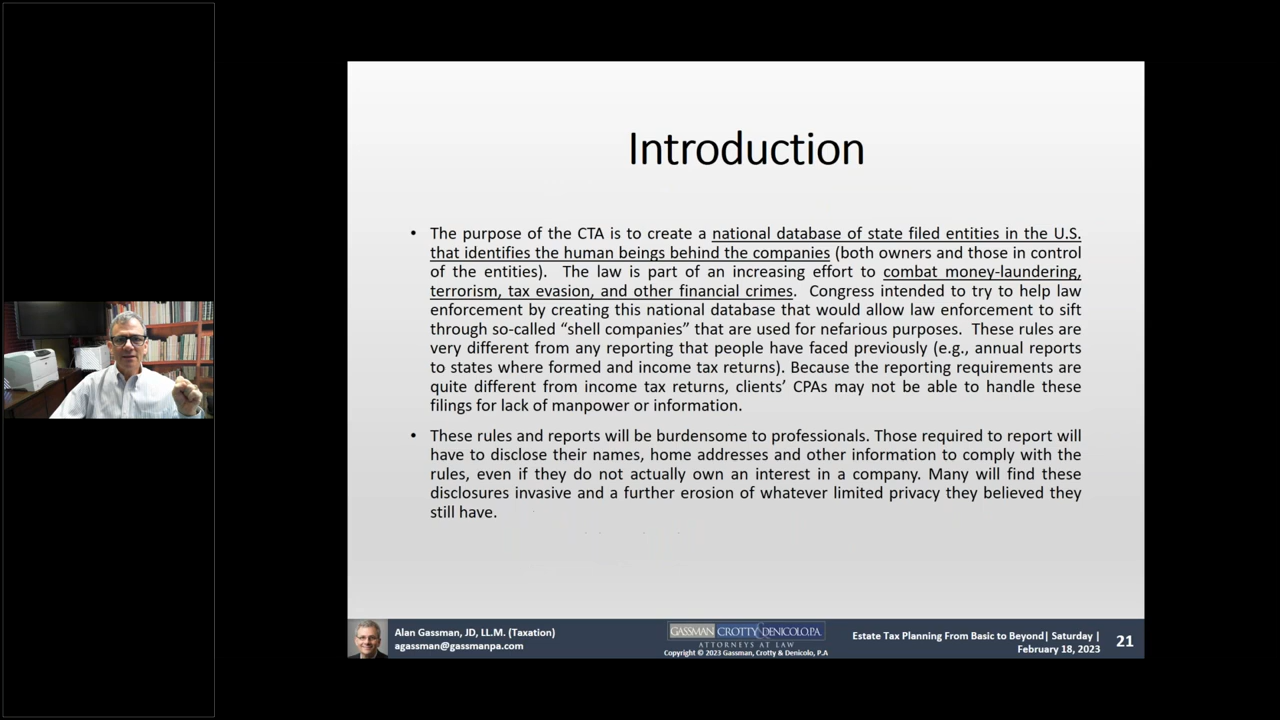 Introduction
• The purpose of the CTA is to create a national database of state filed entities in the U.S.
that identifies the human beings behind the companies (both owners and those in control
of the entities). The law is part of an increasing effort to combat money-laundering,
terrorism, tax evasion, and other financial crimes. Congress intended to try to help law
enforcement by creating this national database that would allow law enforcement to sift
through so-called “shell companies” that are used for nefarious purposes. These rules are
very different from any reporting that people have faced previously (e.g., annual reports
to states where formed and income tax returns). Because the reporting requirements are
quite different from income tax returns, clients’ CPAs may not be able to handle these
filings for lack of manpower or information.
• These rules and reports will be burdensome to professionals. Those required to report will
have to disclose their names, home addresses and other information to comply with the
rules, even if they do not actually own an interest in a company. Many will find these
disclosures invasive and a further erosion of whatever limited privacy they believed they
still have.
Alan Gassman, JD, LL.M. (Taxation)
agassman@gassmanpa.com
GASSMAN CROTTY DENICOLO, P.A.
ATTORNEYS AT LAW
Copyright © 2023 Gassman, Crotty & Denicolo, P.A
Estate Tax Planning From Basic to Beyond| Saturday |
February 18, 2023
21